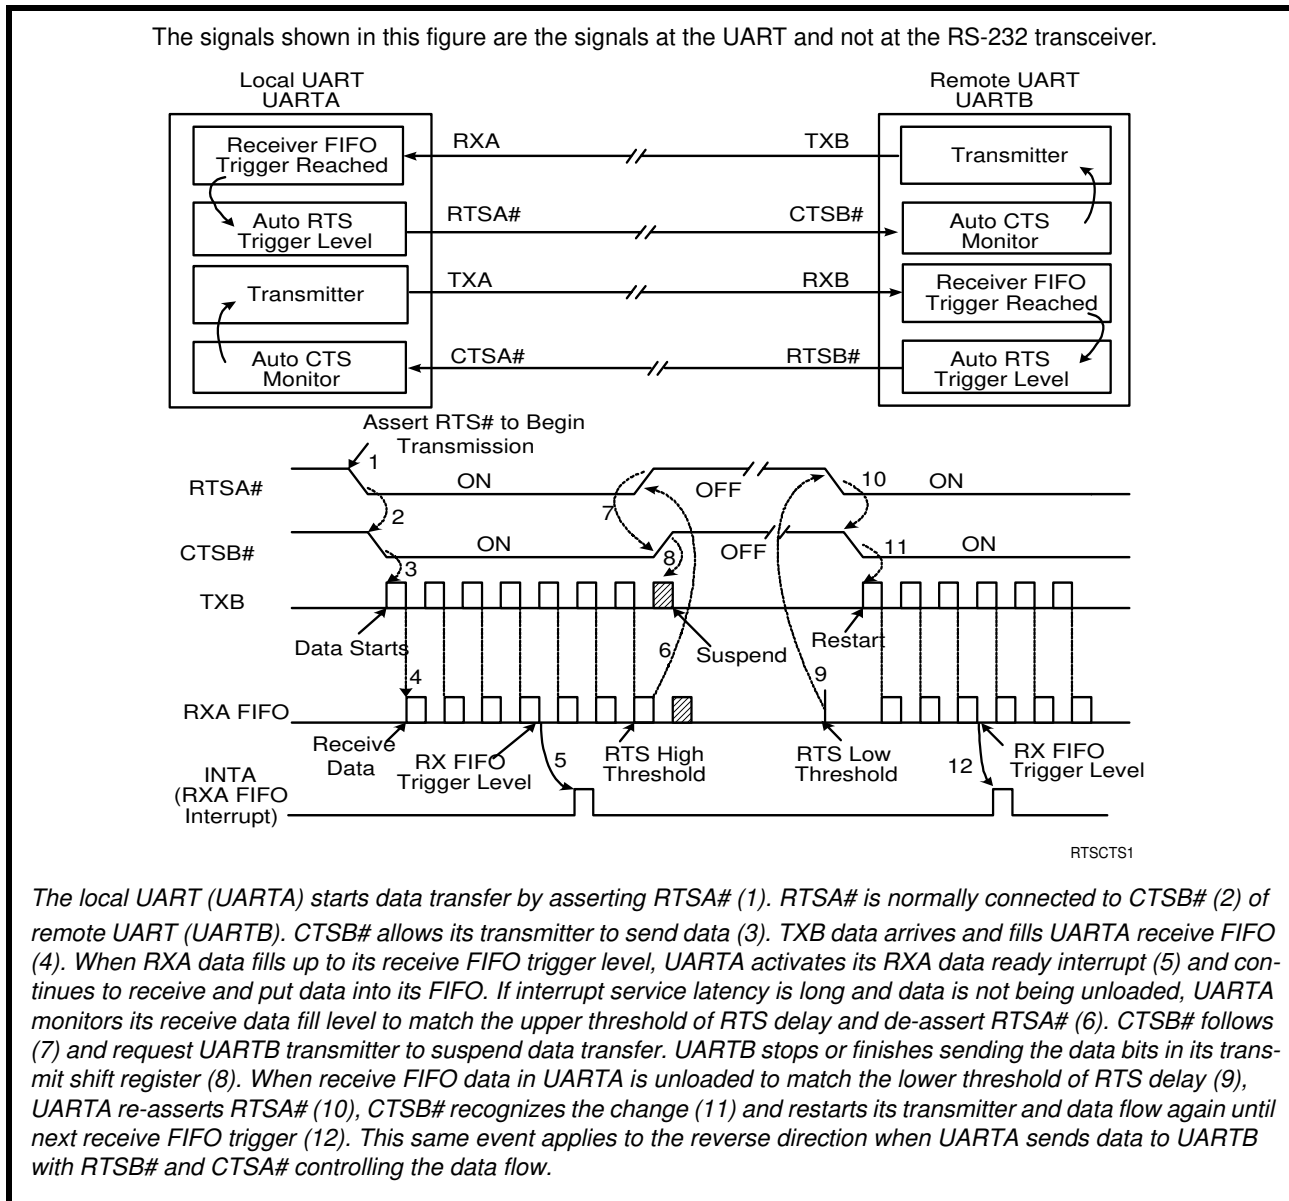 The signals shown in this figure are the signals at the UART and not at the RS-232 transceiver.
Local UART
UARTA
Remote UART
UARTB
Receiver FIFO
Trigger Reached
RXA
TXB
Transmitter
Auto RTS
Trigger Level
RTSA#
CTSB#
Auto CTS
Monitor
Transmitter
TXA
RXB
Receiver FIFO
Trigger Reached
Auto CTS
Monitor
CTSA#
RTSB#
Auto RTS
Trigger Level
Assert RTS# to Begin
Transmission
1
RTSA#
ON
OFF
10
ON
2
7
CTSB#
ON
OFF
11
ON
3
8
TXB
Data Starts
6
Suspend
Restart
4
9
RXA FIFO
Receive
Data
RX FIFO
Trigger Level
5
RTS High
Threshold
RTS Low
Threshold
12
RX FIFO
Trigger Level
INTA
(RXA FIFO
Interrupt)
RTSCTS1
The local UART (UARTA) starts data transfer by asserting RTSA# (1). RTSA# is normally connected to CTSB# (2) of
remote UART (UARTB). CTSB# allows its transmitter to send data (3). TXB data arrives and fills UARTA receive FIFO
(4). When RXA data fills up to its receive FIFO trigger level, UARTA activates its RXA data ready interrupt (5) and con-
tinues to receive and put data into its FIFO. If interrupt service latency is long and data is not being unloaded, UARTA
monitors its receive data fill level to match the upper threshold of RTS delay and de-assert RTSA# (6). CTSB# follows
(7) and request UARTB transmitter to suspend data transfer. UARTB stops or finishes sending the data bits in its trans-
mit shift register (8). When receive FIFO data in UARTA is unloaded to match the lower threshold of RTS delay (9),
UARTA re-asserts RTSA# (10), CTSB# recognizes the change (11) and restarts its transmitter and data flow again until
next receive FIFO trigger (12). This same event applies to the reverse direction when UARTA sends data to UARTB
with RTSB# and CTSA# controlling the data flow.